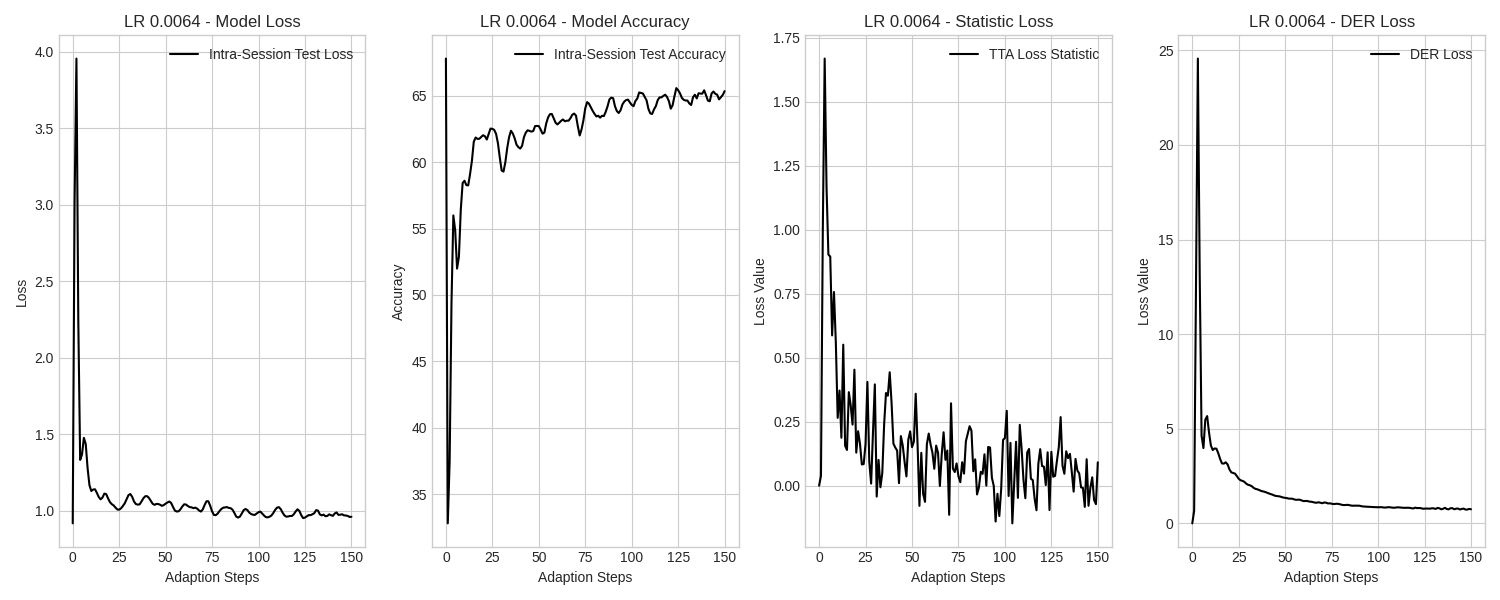 LR 0.0064 - Model Loss
Intra-Session Test Loss
Loss
4.0
3.5
3.0
2.5
2.0
1.5
1.0
0 25 50 75 100 125 150
Adaption Steps
LR 0.0064 - Model Accuracy
Intra-Session Test Accuracy
Accuracy
65
60
55
50
45
40
35
0 25 50 75 100 125 150
Adaption Steps
LR 0.0064 - Statistic Loss
TTA Loss Statistic
Loss Value
1.75
1.50
1.25
1.00
0.75
0.50
0.25
0.00
0 25 50 75 100 125 150
Adaption Steps
LR 0.0064 - DER Loss
DER Loss
Loss Value
25
20
15
10
5
0
0 25 50 75 100 125 150
Adaption Steps